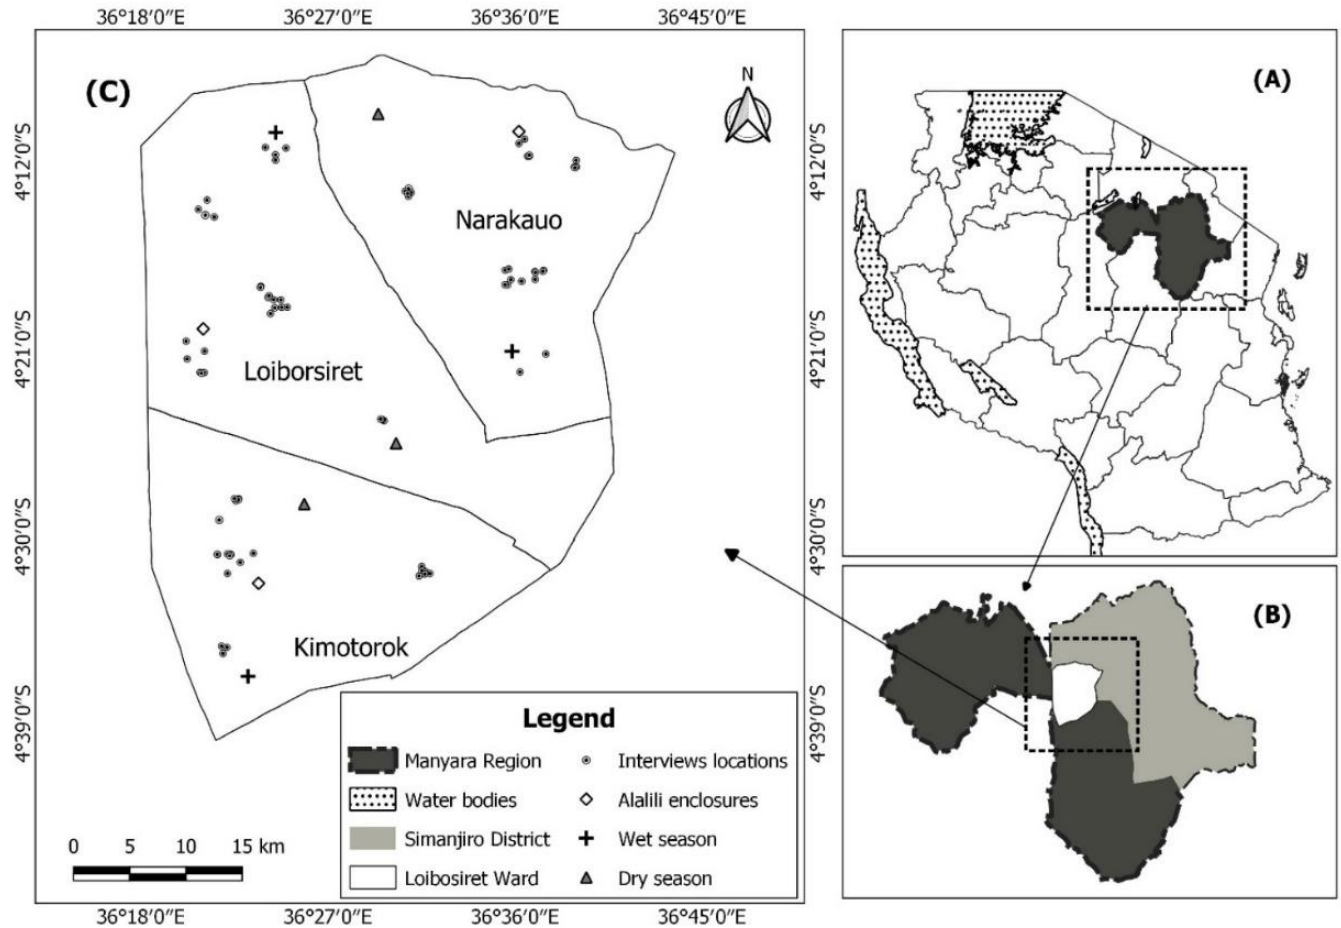 36°18'0"E 36°27'0"E 36°36'0"E 36°45'0"E
(C)
N
(A)
4°12'0"S
4°12'0"S
Narakauo
4°21'0"S
4°21'0"S
Loiborsiret
4°30'0"S
4°30'0"S
(B)
Kimotorok
4°39'0"S
4°39'0"S
Legend
Manyara Region
Interviews locations
Water bodies
Alalili enclosures
Simanjiro District
Wet season
Loibosiret Ward
Dry season
0 5 10 15 km
36°18'0"E 36°27'0"E 36°36'0"E 36°45'0"E